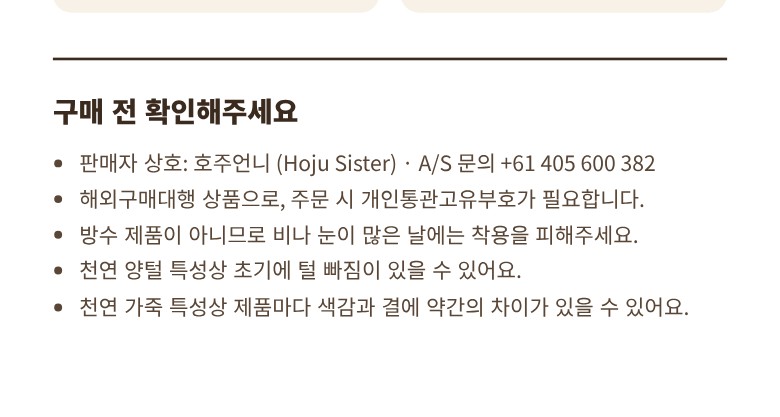 구매 전 확인해주세요
• 판매자 상호: 호주언니 (Hoju Sister) · A/S 문의 +61 405 600 382
• 해외구매대행 상품으로, 주문 시 개인통관고유부호가 필요합니다.
• 방수 제품이 아니므로 비나 눈이 많은 날에는 착용을 피해주세요.
• 천연 양털 특성상 초기에 털 빠짐이 있을 수 있어요.
• 천연 가죽 특성상 제품마다 색감과 결에 약간의 차이가 있을 수 있어요.